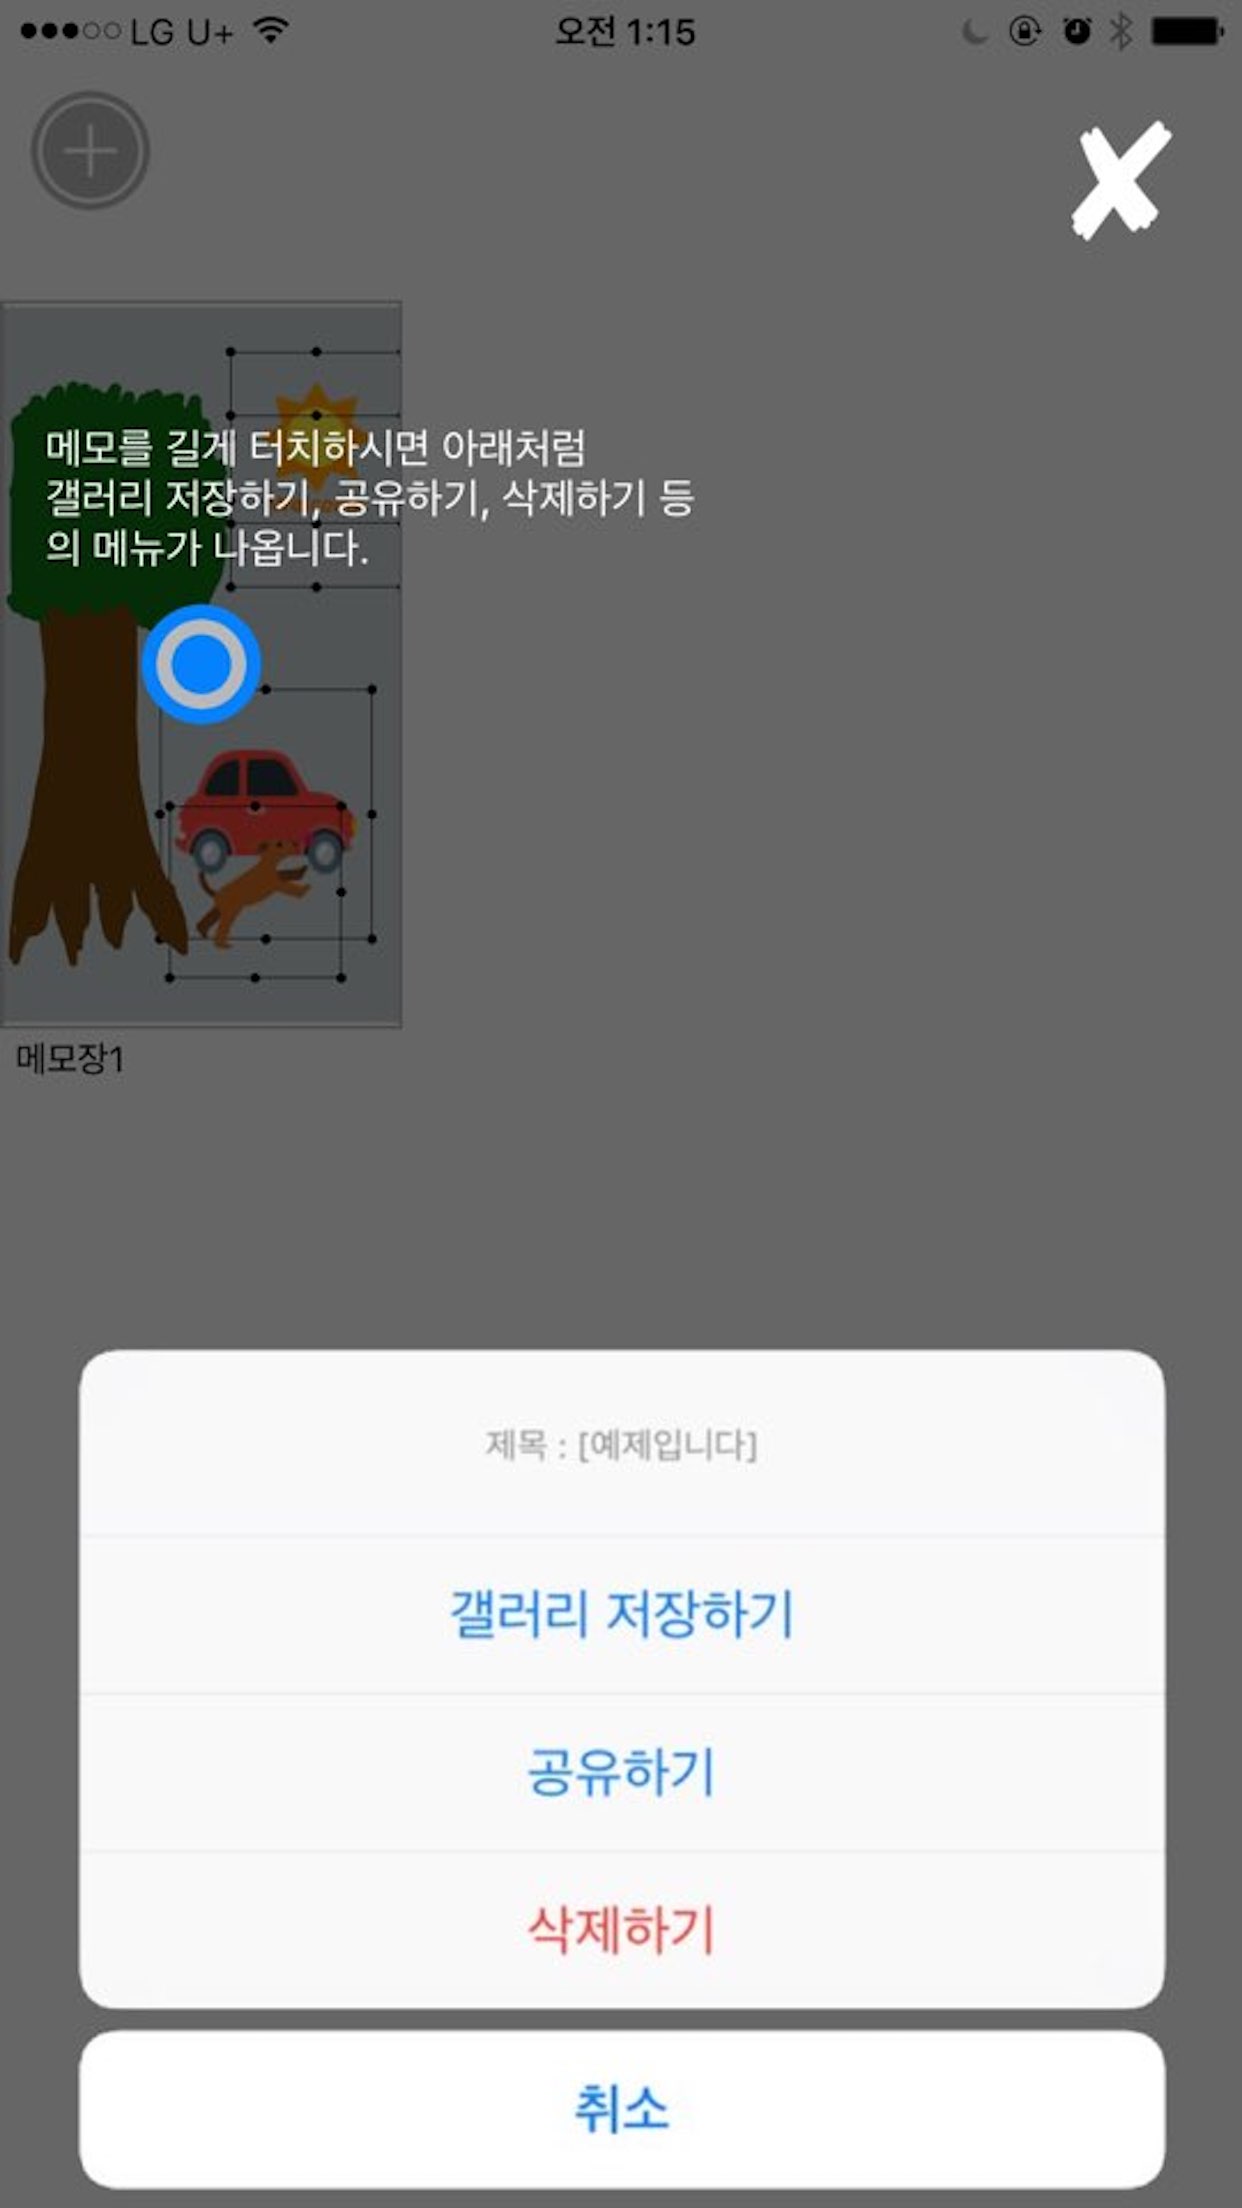 LG U+
오전 1:15
메모를 길게 터치하시면 아래처럼
갤러리 저장하기, 공유하기, 삭제하기 등
의 메뉴가 나옵니다.
메모장1
제목 : [예제입니다]
갤러리 저장하기
공유하기
삭제하기
취소